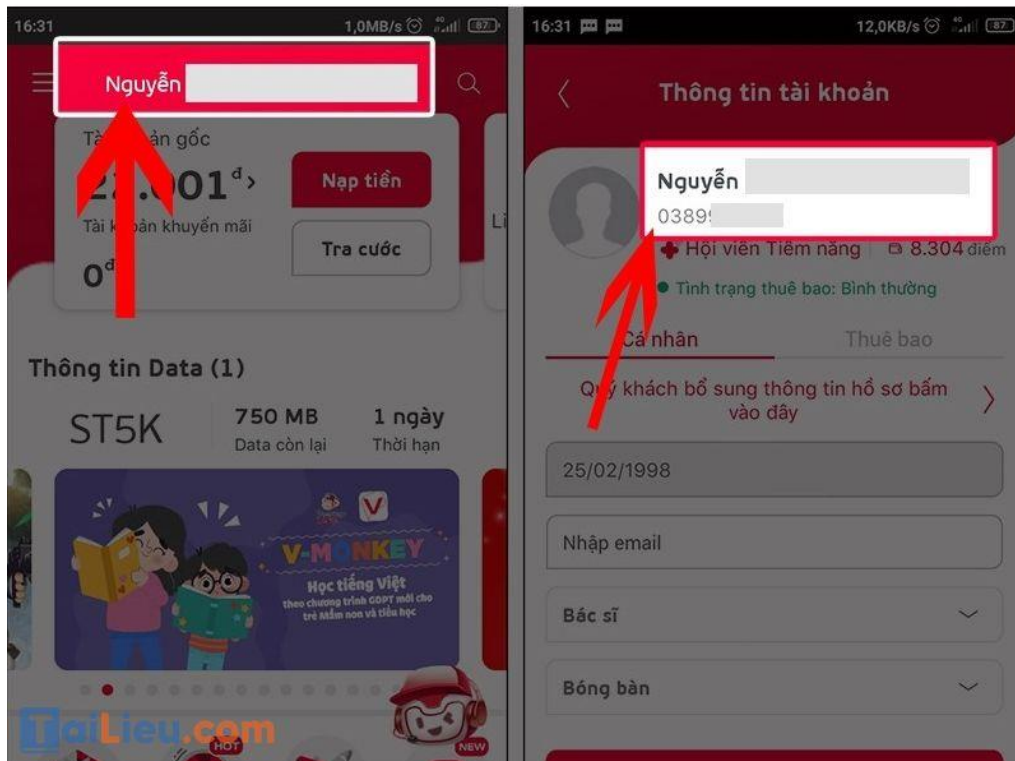 16:31
1,0MB/s
87
Nguyễn
Tài khoản gốc
001đ
Nạp tiền
Tài khoản khuyến mãi
0đ
Tra cước
Thông tin Data (1)
ST5K
750 MB
1 ngày
Data còn lại
Thời hạn
V-MONKEY
Học tiếng Việt
theo chương trình GDPT mới cho
trẻ Mầm non và tiểu học
TaiLieu.com
HOT
NEW
16:31
12,0KB/s
87
Thông tin tài khoản
Nguyễn
0389
Hội viên Tiềm năng
8.304 điểm
Tình trạng thuê bao: Bình thường
Cá nhân
Thuê bao
Quý khách bổ sung thông tin hồ sơ bấm
vào đây
25/02/1998
Nhập email
Bác sĩ
Bóng bàn